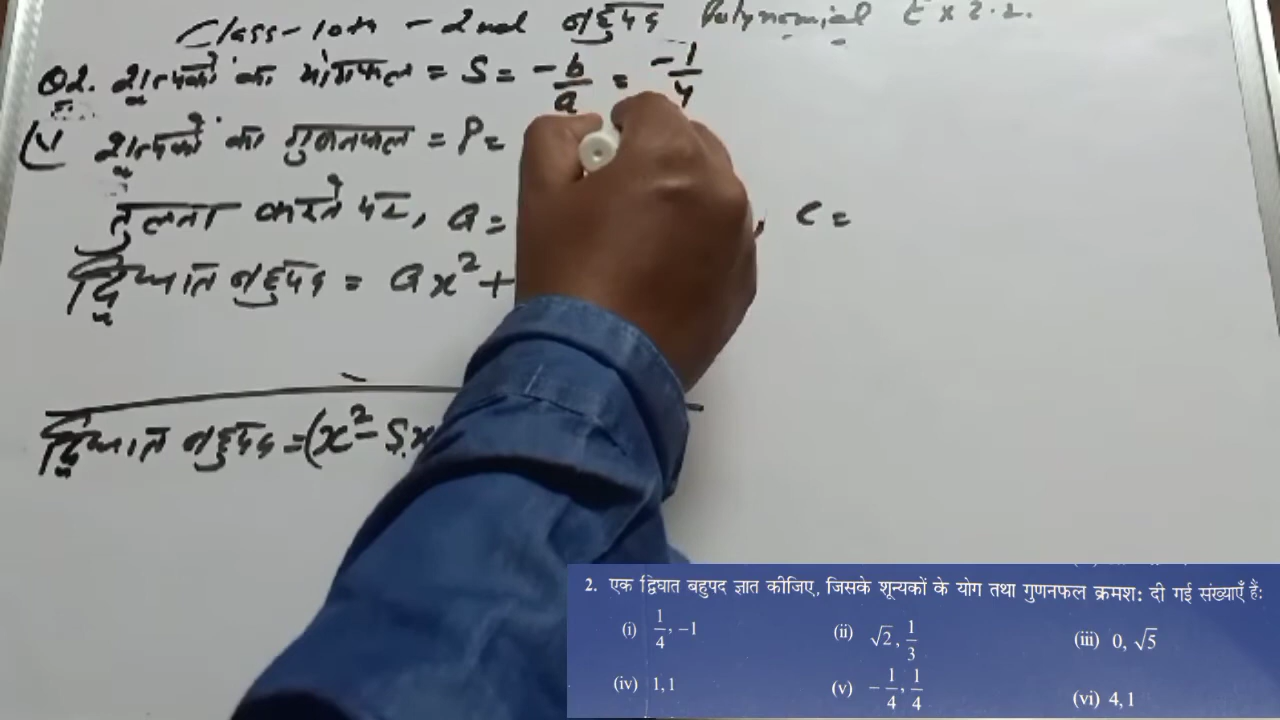 Class-10th - 2nd बहुपद Polynomial Ex 2.2.
Q2. शून्यकों का योगफल = S = -b/a = -1/4
(v) शून्यकों का गुणनफल = P =
तुलना करने पर, a = , c =
द्विघात बहुपद = ax² +
द्विघात बहुपद = (x² - S.x
2. एक द्विघात बहुपद ज्ञात कीजिए, जिसके शून्यकों के योग तथा गुणनफल क्रमश: दी गई संख्याएँ हैं:
(i) 1/4, -1 (ii) √2, 1/3 (iii) 0, √5
(iv) 1, 1 (v) -1/4, 1/4 (vi) 4, 1